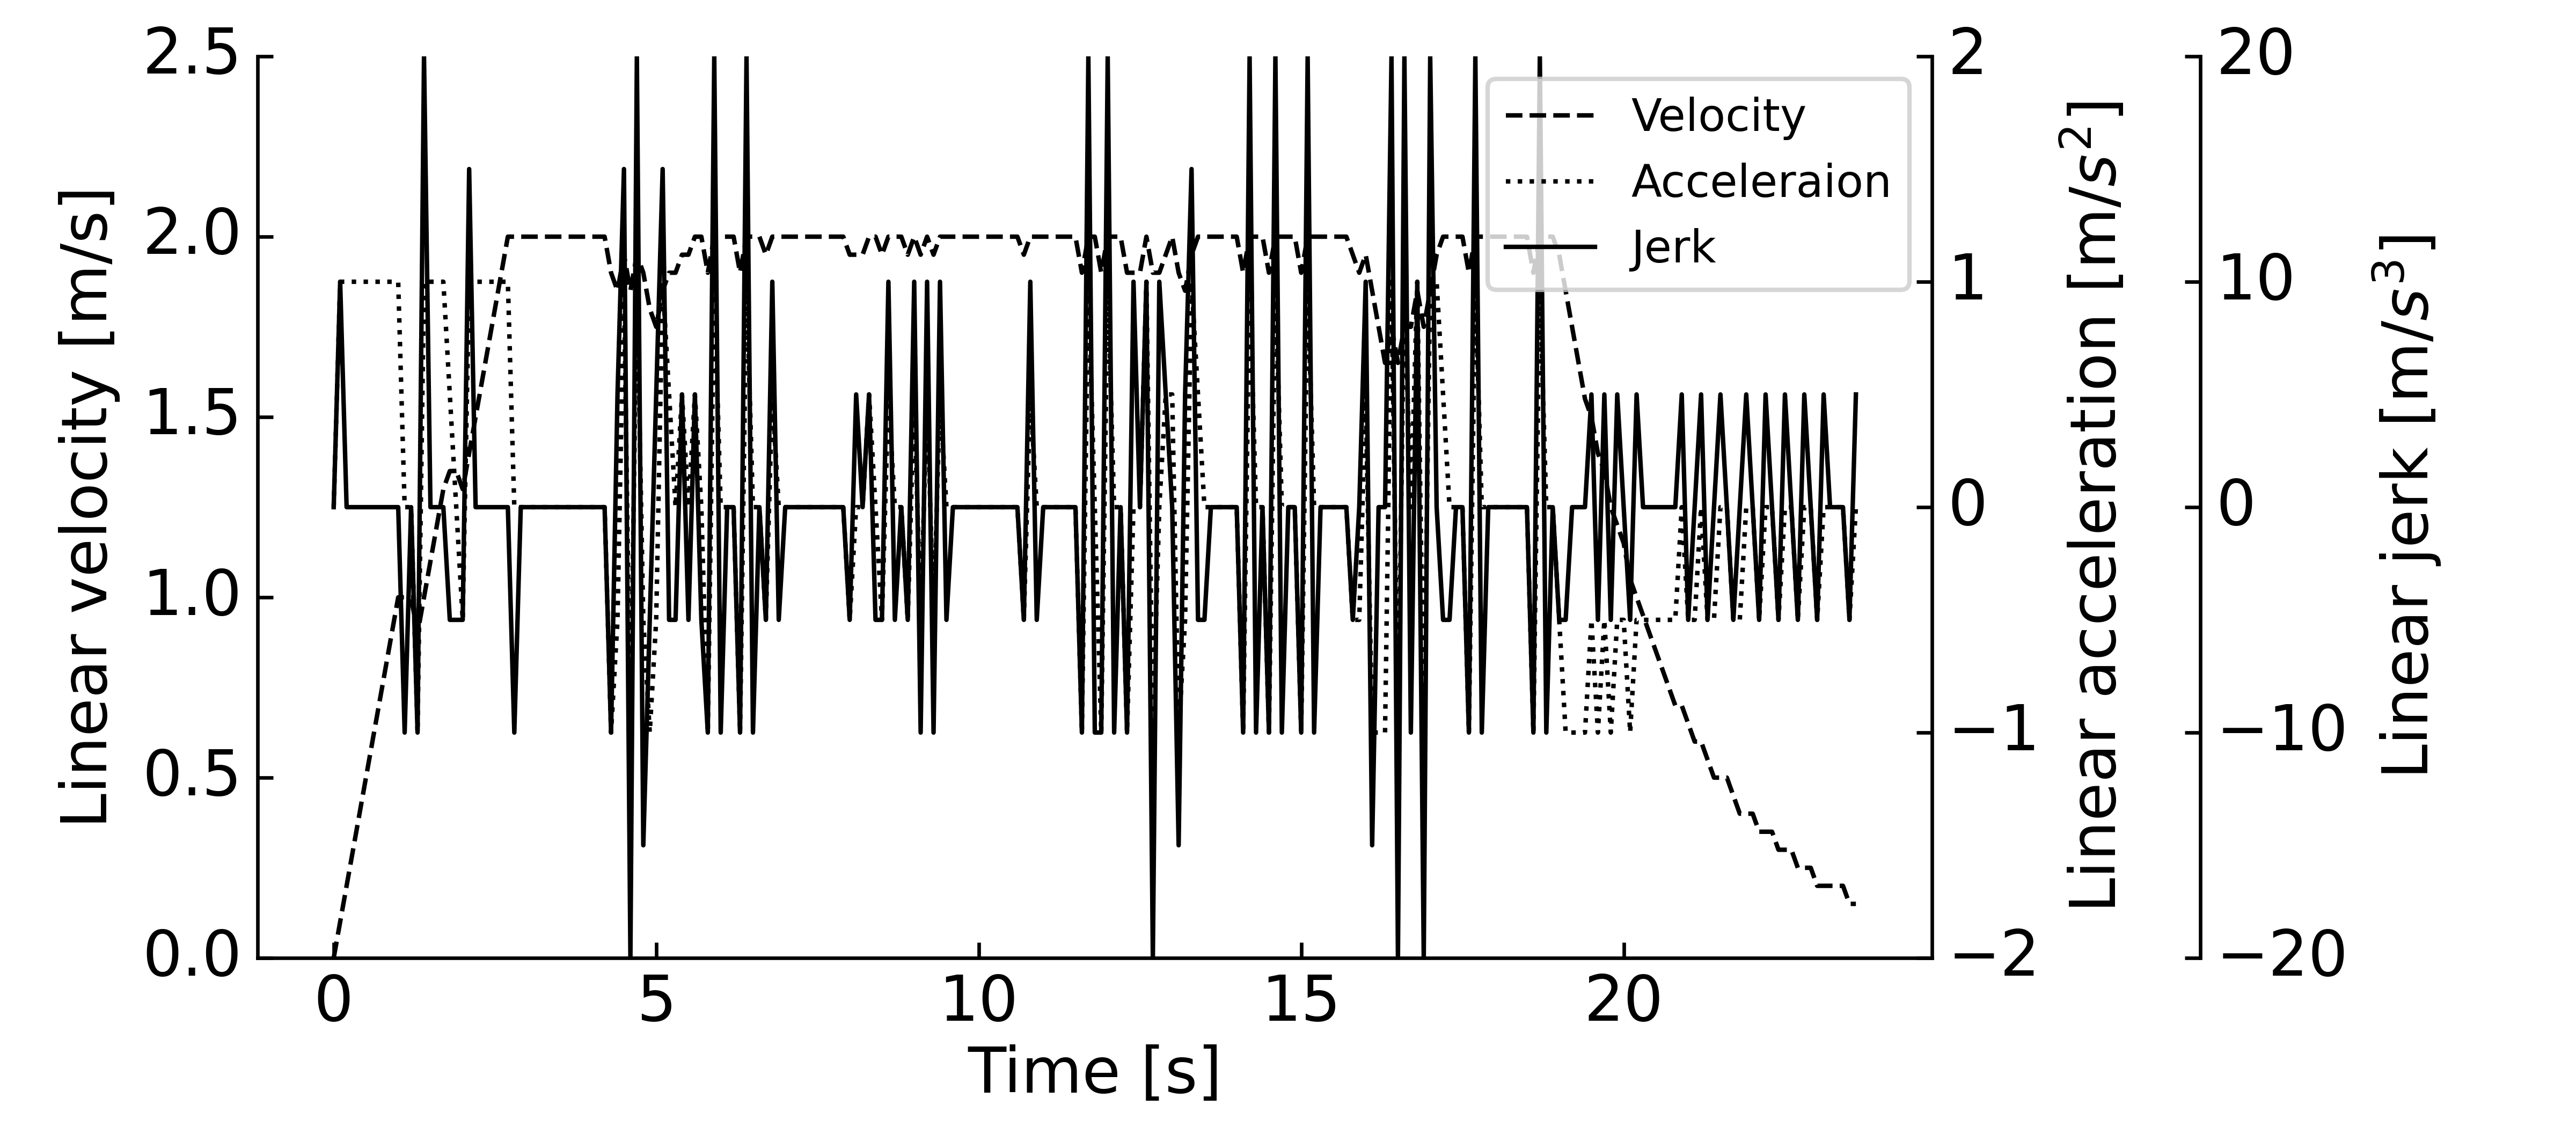 Linear velocity [m/s]
2.5
2.0
1.5
1.0
0.5
0.0
0 5 10 15 20
Time [s]
Velocity
Acceleraion
Jerk
2
1
0
−1
−2
Linear acceleration [m/s²]
20
10
0
−10
−20
Linear jerk [m/s³]